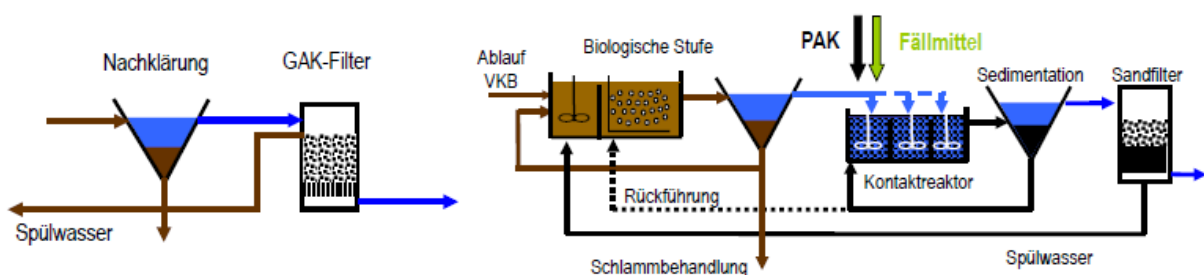 Nachklärung
GAK-Filter
Spülwasser
Ablauf
VKB
Biologische Stufe
PAK
Fällmittel
Sedimentation
Sandfilter
Kontaktreaktor
Rückführung
Schlammbehandlung
Spülwasser